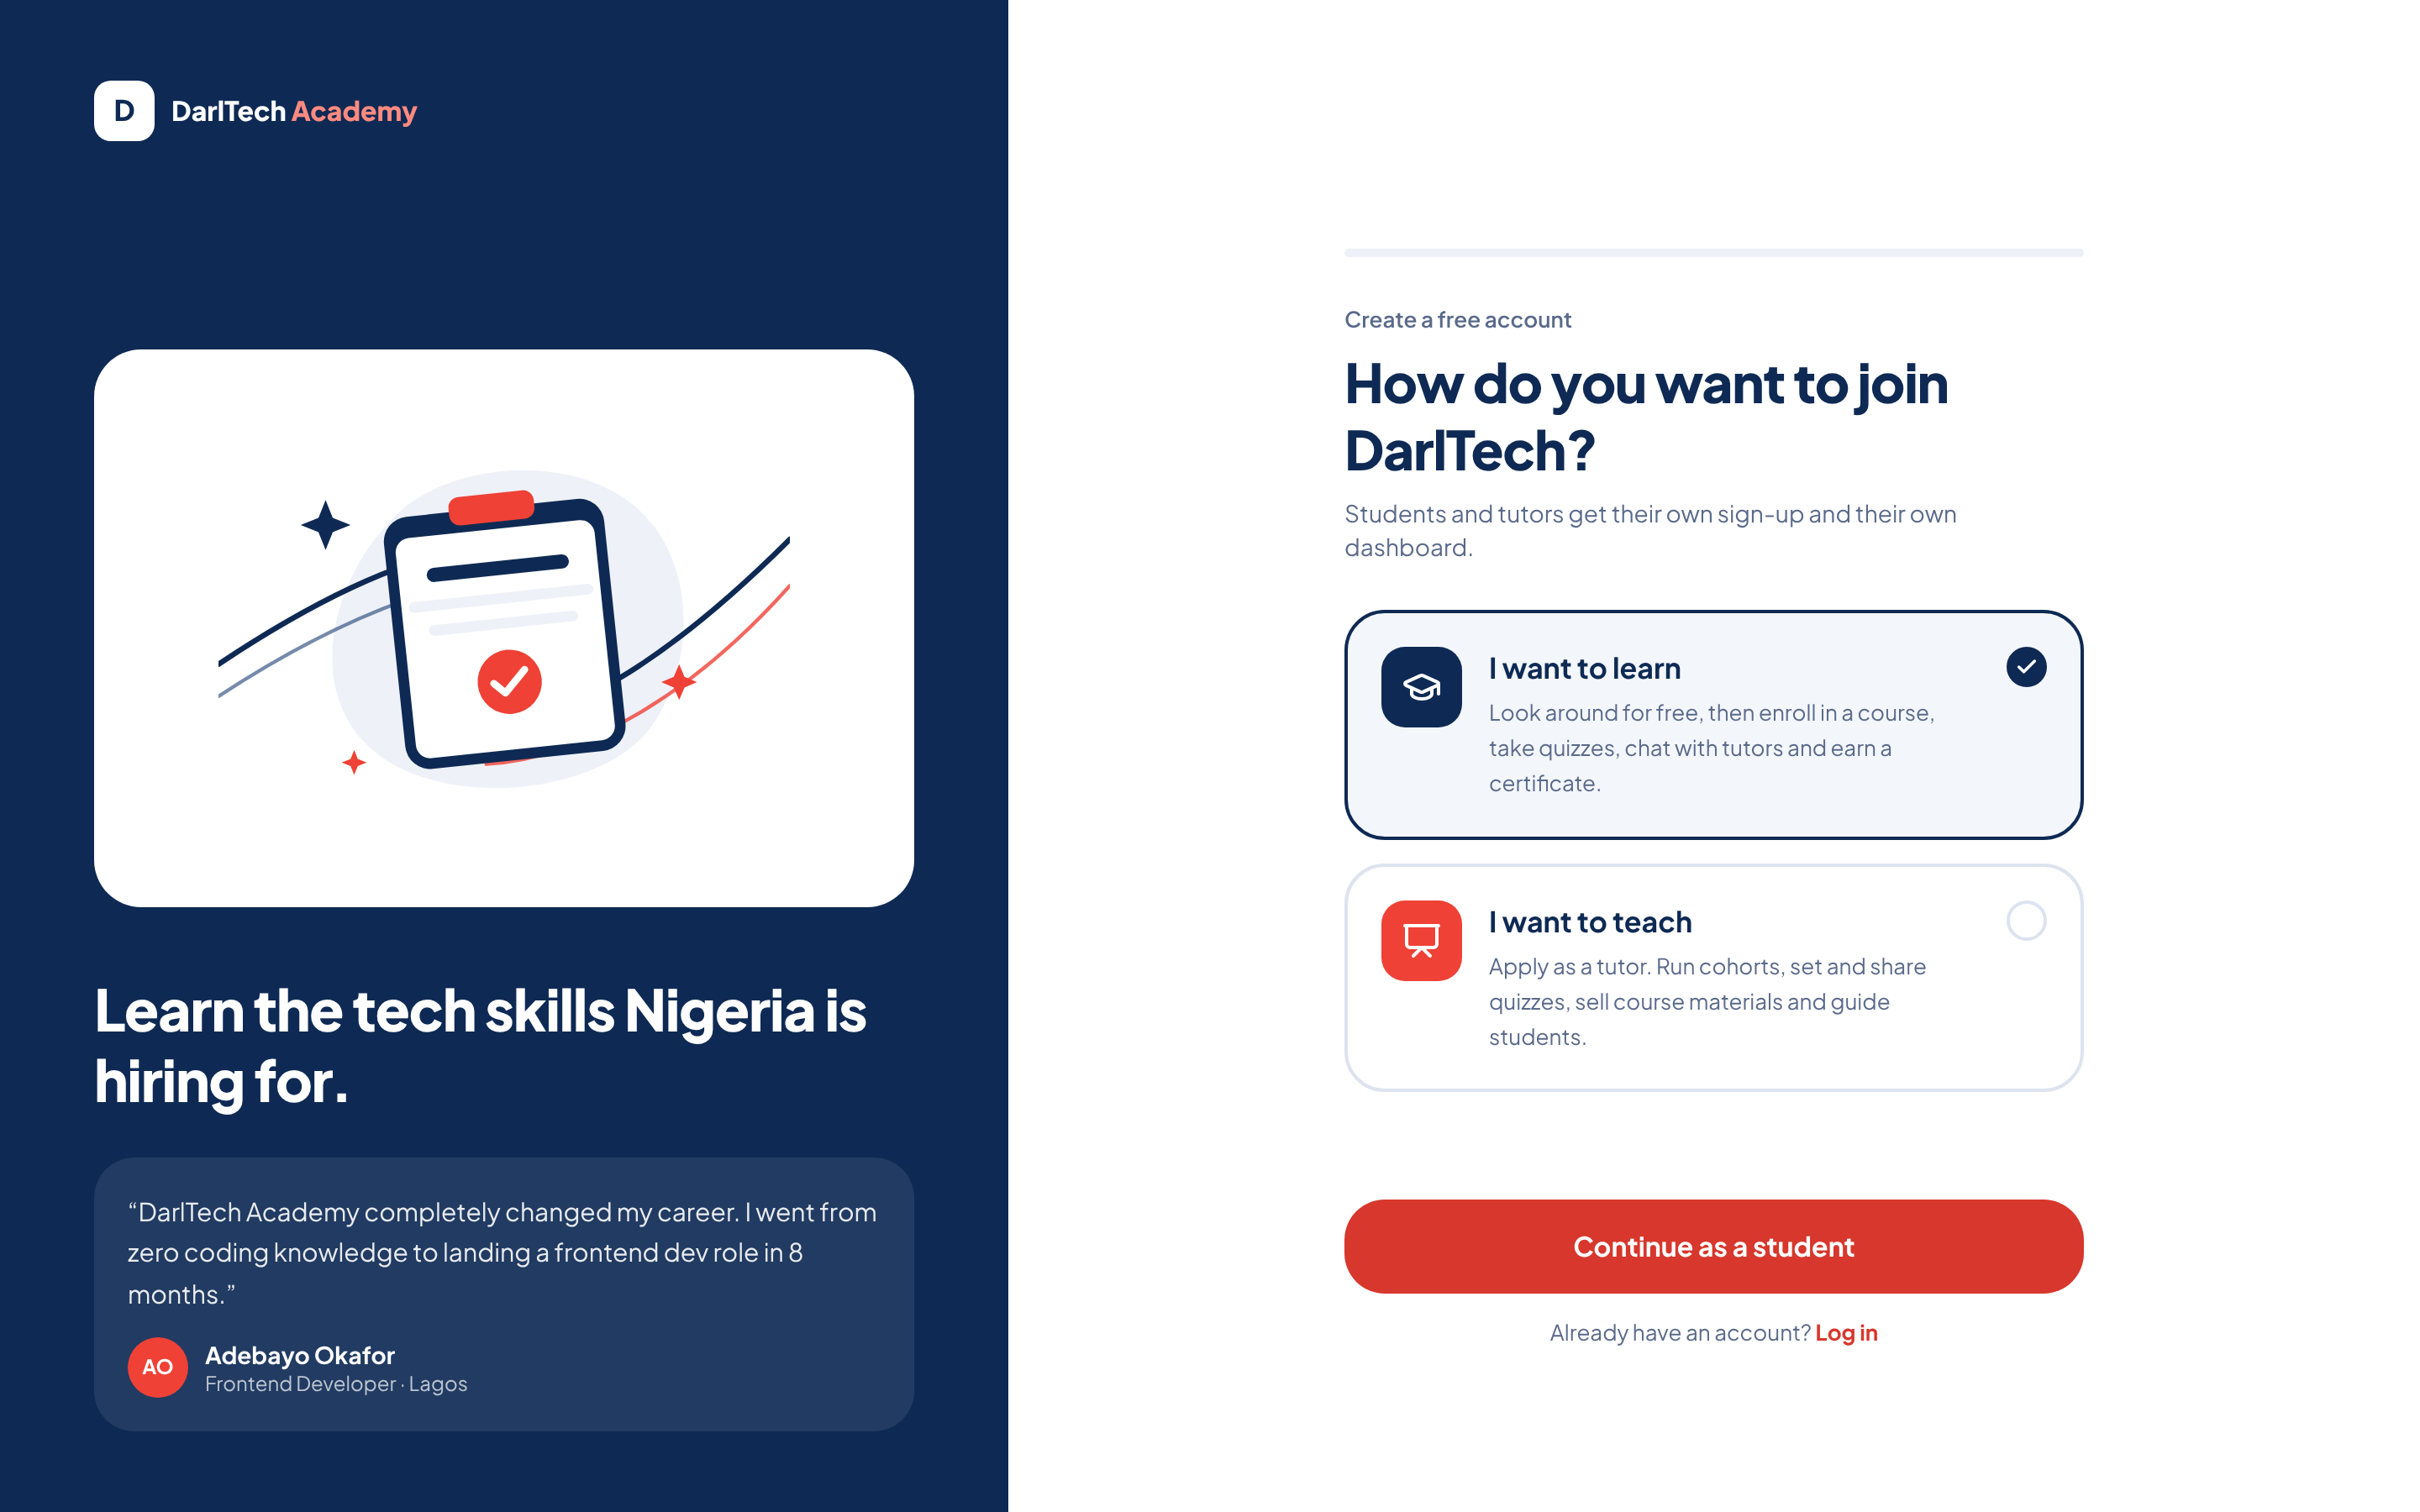 D
DarlTech Academy
Learn the tech skills Nigeria is
hiring for.
“DarlTech Academy completely changed my career. I went from
zero coding knowledge to landing a frontend dev role in 8
months.”
AO
Adebayo Okafor
Frontend Developer · Lagos
Create a free account
How do you want to join
DarlTech?
Students and tutors get their own sign-up and their own
dashboard.
I want to learn
Look around for free, then enroll in a course,
take quizzes, chat with tutors and earn a
certificate.
I want to teach
Apply as a tutor. Run cohorts, set and share
quizzes, sell course materials and guide
students.
Continue as a student
Already have an account? Log in